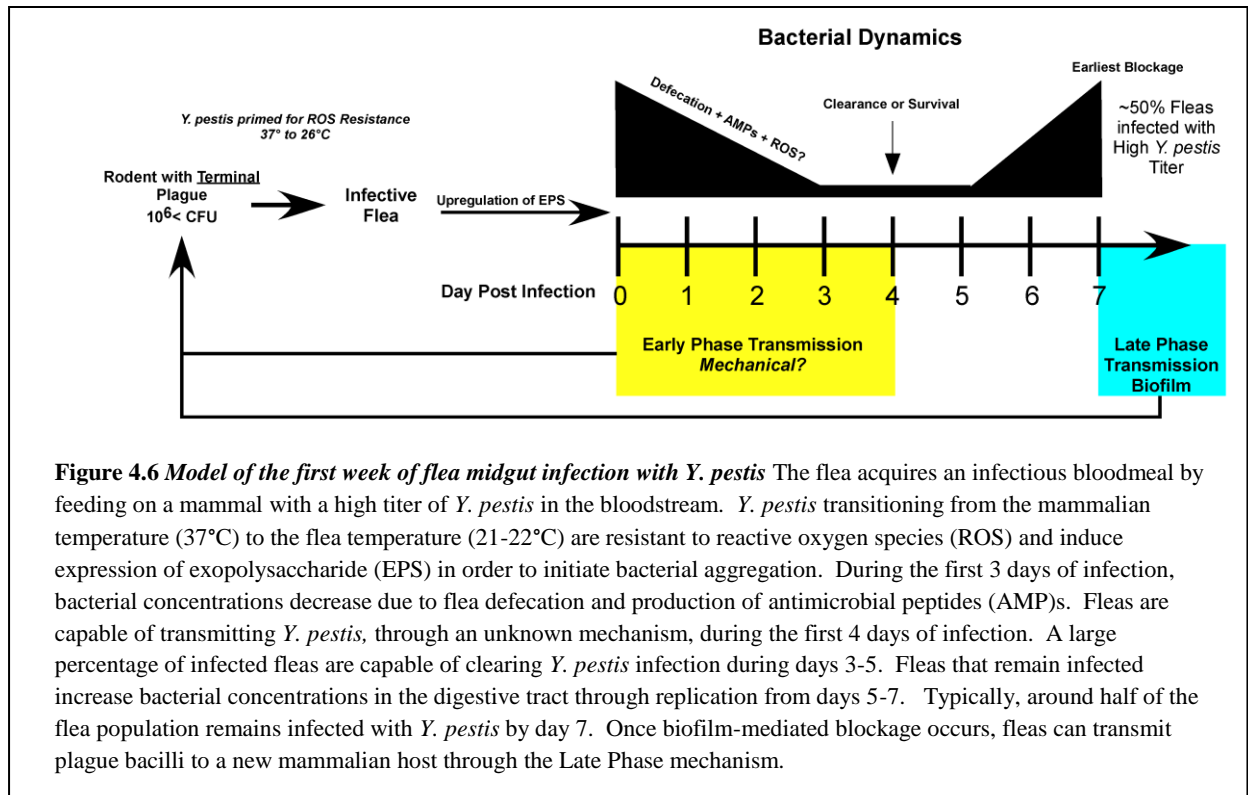 Bacterial Dynamics
Earliest Blockage
Defecation + AMPs + ROS?
Clearance or Survival
~50% Fleas
infected with
High Y. pestis
Titer
Y. pestis primed for ROS Resistance
37° to 26°C
Rodent with Terminal
Plague
10⁶< CFU
Infective
Flea
Upregulation of EPS
Day Post Infection
0 1 2 3 4 5 6 7
Early Phase Transmission
Mechanical?
Late Phase
Transmission
Biofilm
Figure 4.6 Model of the first week of flea midgut infection with Y. pestis The flea acquires an infectious bloodmeal by
feeding on a mammal with a high titer of Y. pestis in the bloodstream. Y. pestis transitioning from the mammalian
temperature (37°C) to the flea temperature (21-22°C) are resistant to reactive oxygen species (ROS) and induce
expression of exopolysaccharide (EPS) in order to initiate bacterial aggregation. During the first 3 days of infection,
bacterial concentrations decrease due to flea defecation and production of antimicrobial peptides (AMP)s. Fleas are
capable of transmitting Y. pestis, through an unknown mechanism, during the first 4 days of infection. A large
percentage of infected fleas are capable of clearing Y. pestis infection during days 3-5. Fleas that remain infected
increase bacterial concentrations in the digestive tract through replication from days 5-7. Typically, around half of the
flea population remains infected with Y. pestis by day 7. Once biofilm-mediated blockage occurs, fleas can transmit
plague bacilli to a new mammalian host through the Late Phase mechanism.